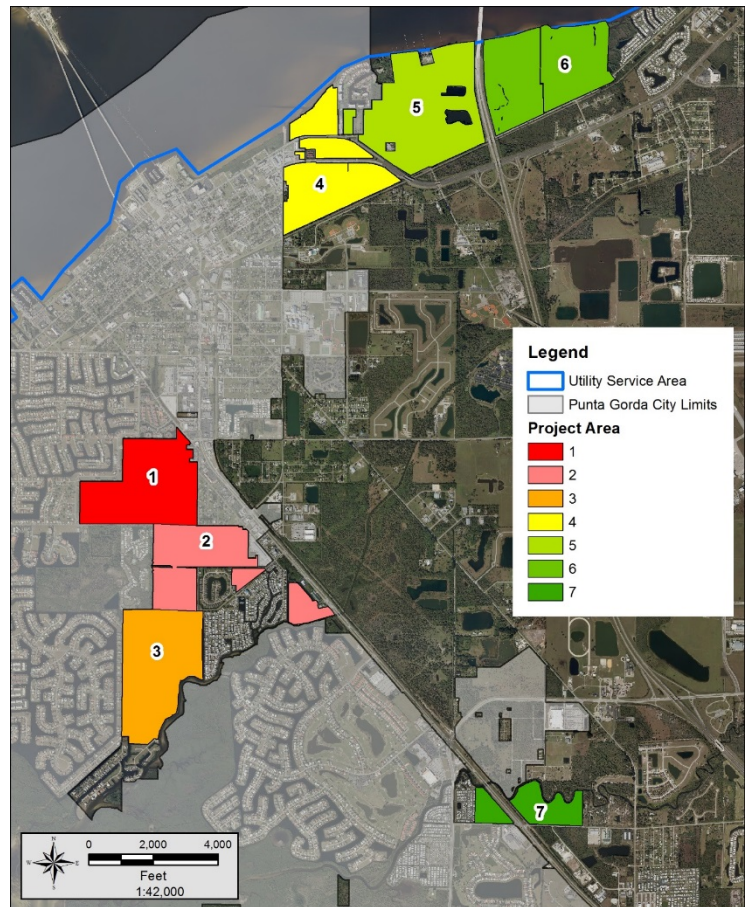 6
5
4
Legend
Utility Service Area
Punta Gorda City Limits
Project Area
1
2
3
4
5
6
7
1
2
3
7
N
W E
S
0 2,000 4,000
Feet
1:42,000